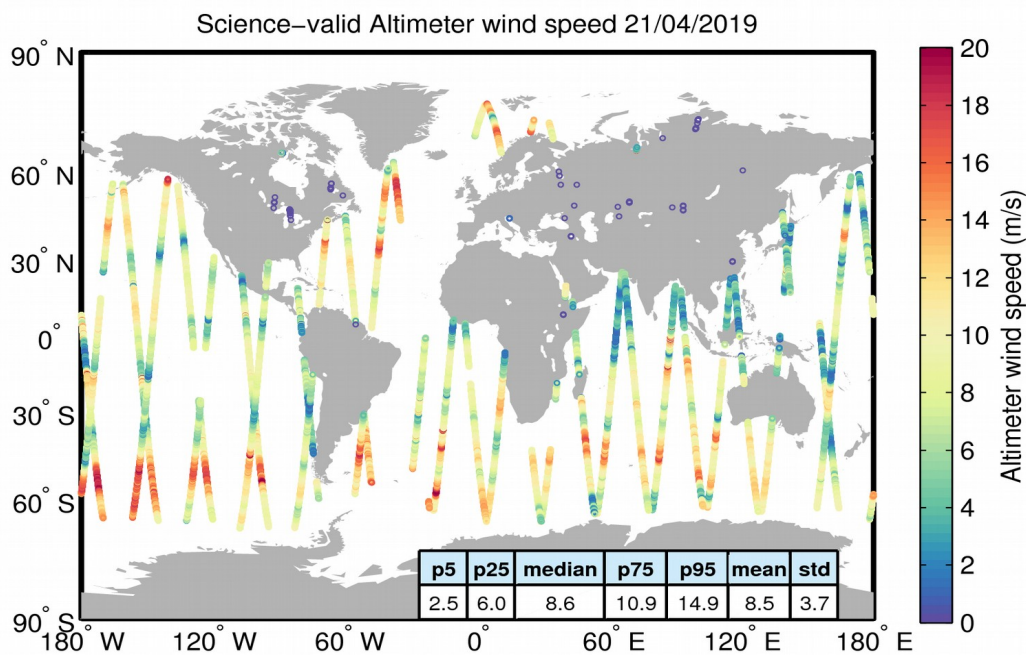 Science-valid Altimeter wind speed 21/04/2019
90° N
60° N
30° N
0°
30° S
60° S
90° S
180° W
120° W
60° W
0°
60° E
120° E
180° E
p5 p25 median p75 p95 mean std
2.5 6.0 8.6 10.9 14.9 8.5 3.7
20
18
16
14
12
10
8
6
4
2
0
Altimeter wind speed (m/s)